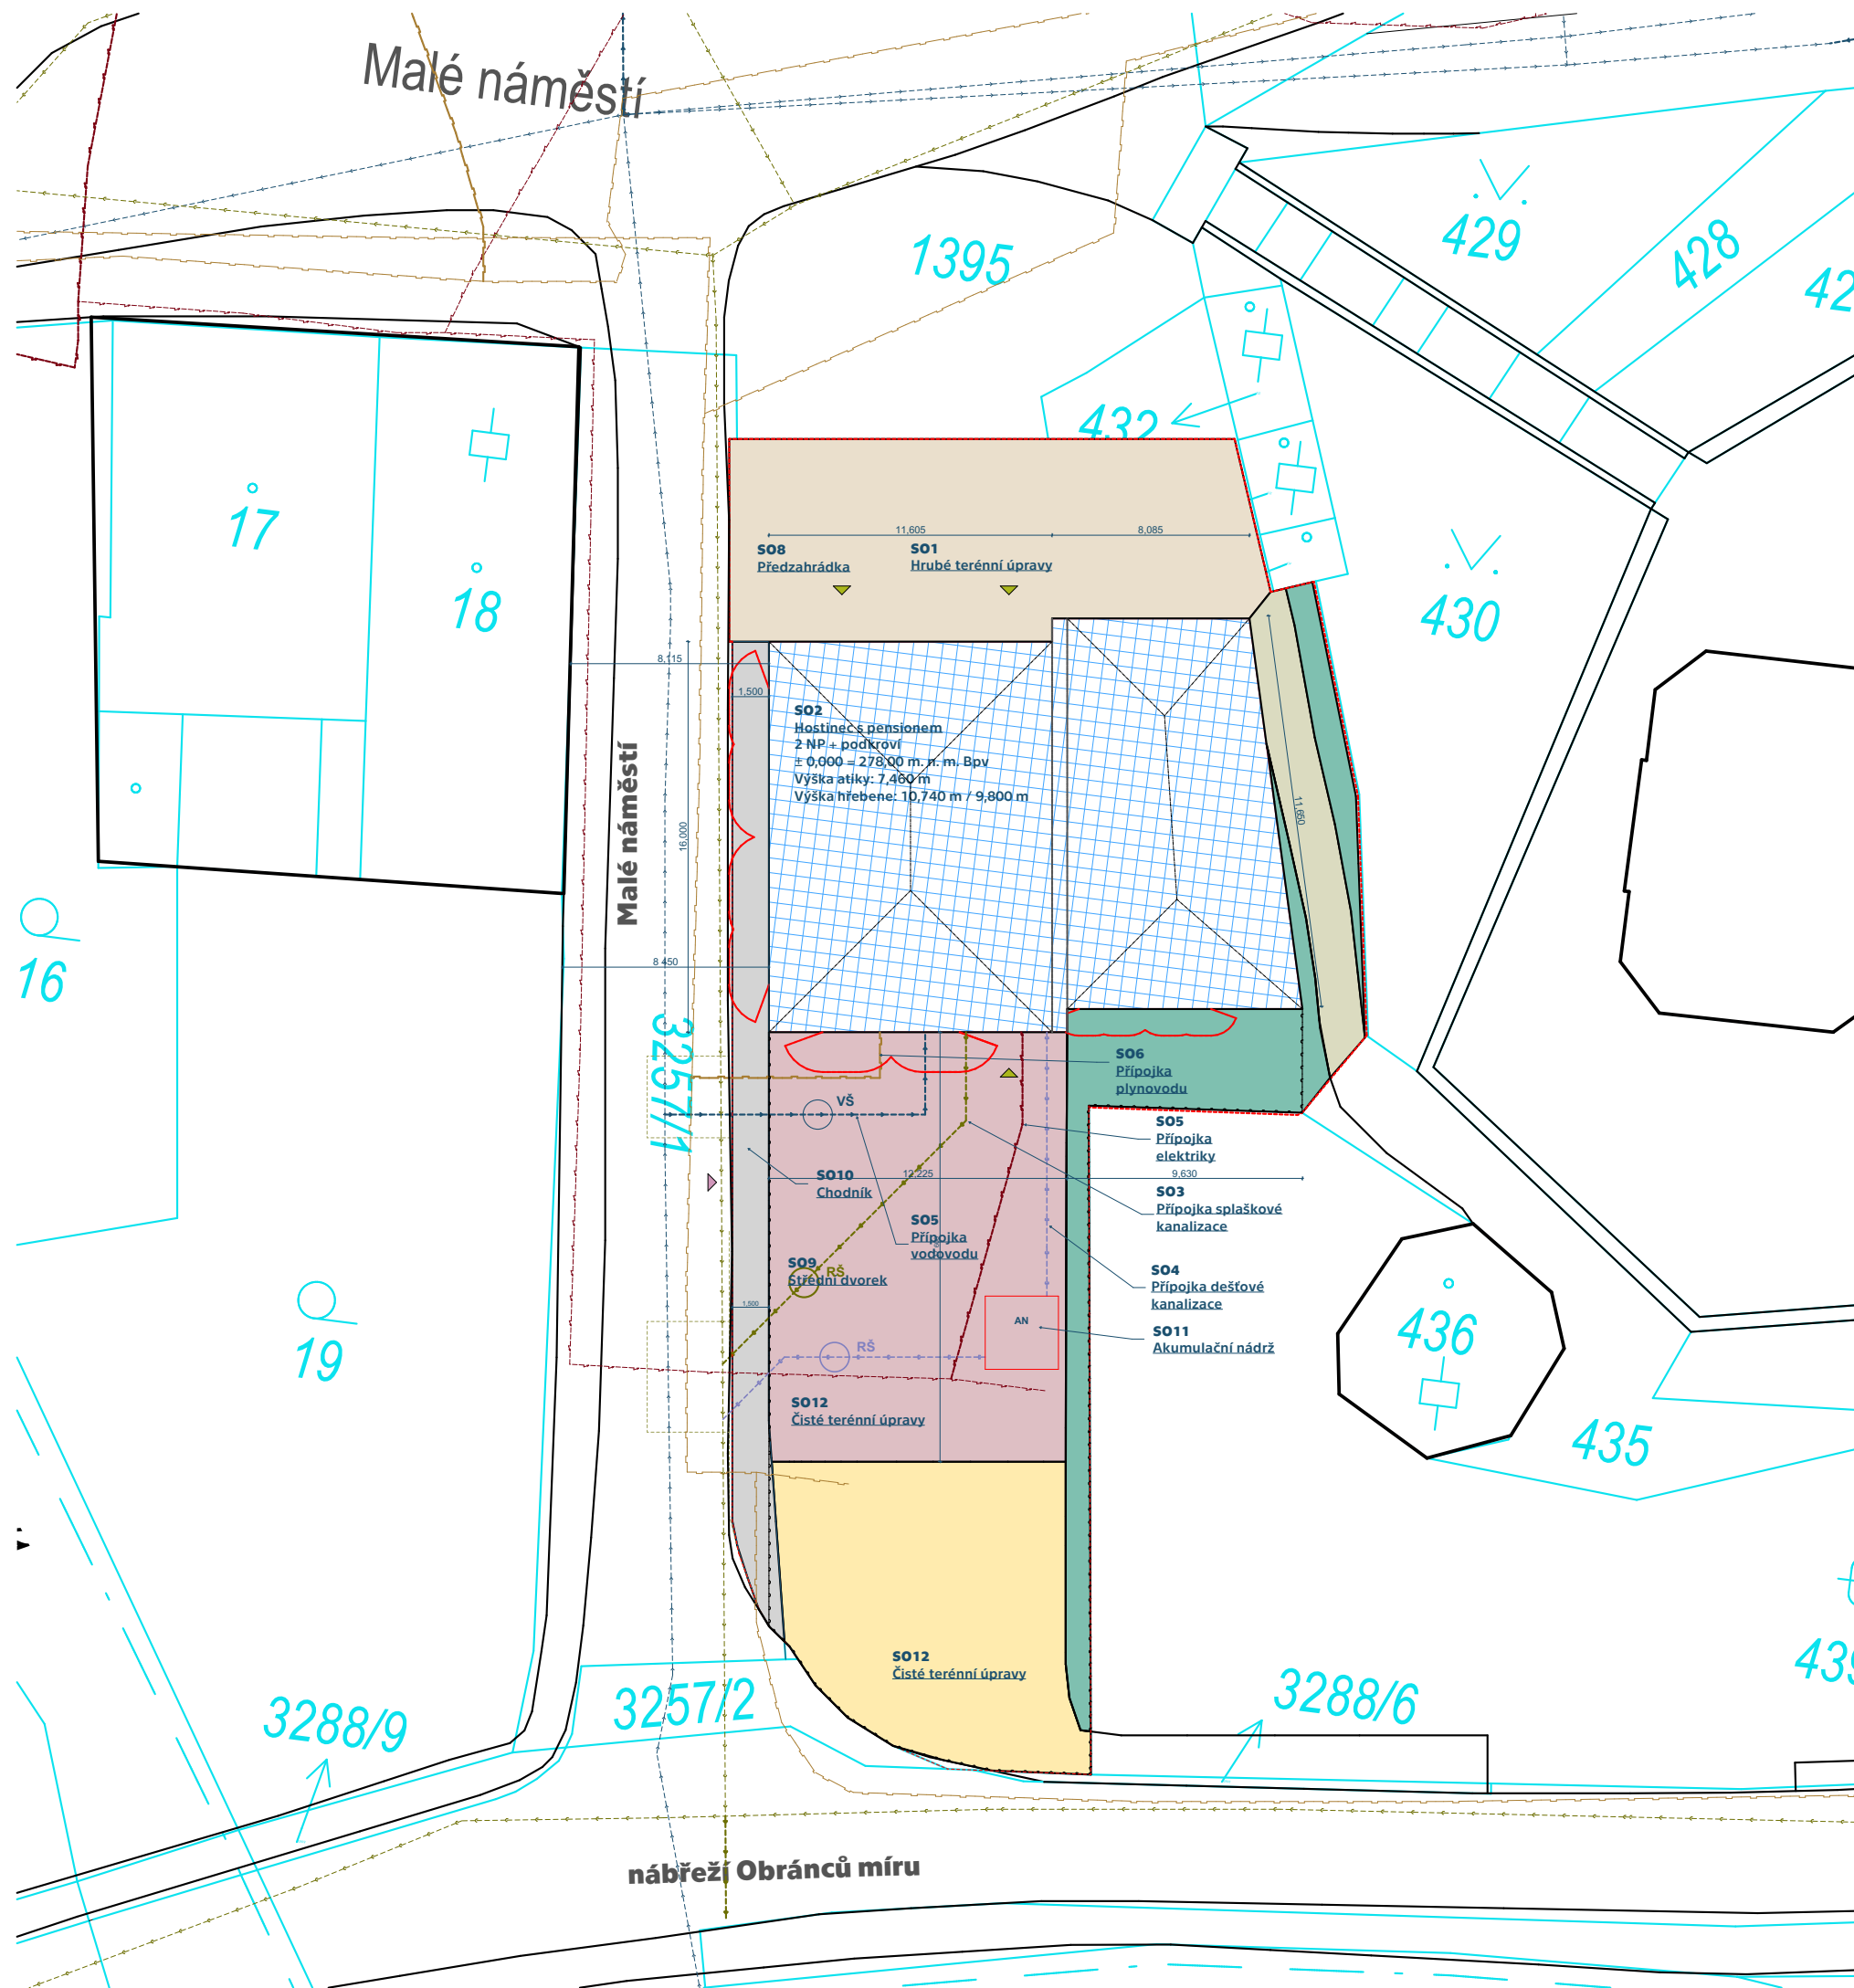 Malé náměstí
1395
429
428
42
432
17
18
430
11,605
8,085
SO8
Předzahrádka
SO1
Hrubé terénní úpravy
8,115
1,500
SO2
Hostinec s pensionem
2 NP + podkroví
± 0,000 = 278,00 m. n. m. Bpv
Výška atiky: 7,460 m
Výška hřebene: 10,740 m / 9,800 m
Malé náměstí
16,000
11,650
16
8 450
3257/1
SO6
Přípojka
plynovodu
VŠ
SO5
Přípojka
elektriky
SO10
Chodník
12,225
9,630
SO3
Přípojka splaškové
kanalizace
SO5
Přípojka
vodovodu
SO9
Střední dvorek
RŠ
SO4
Přípojka dešťové
kanalizace
1,500
AN
SO11
Akumulační nádrž
RŠ
19
436
435
SO12
Čisté terénní úpravy
SO12
Čisté terénní úpravy
439
3288/9
3257/2
3288/6
nábřeží Obránců míru